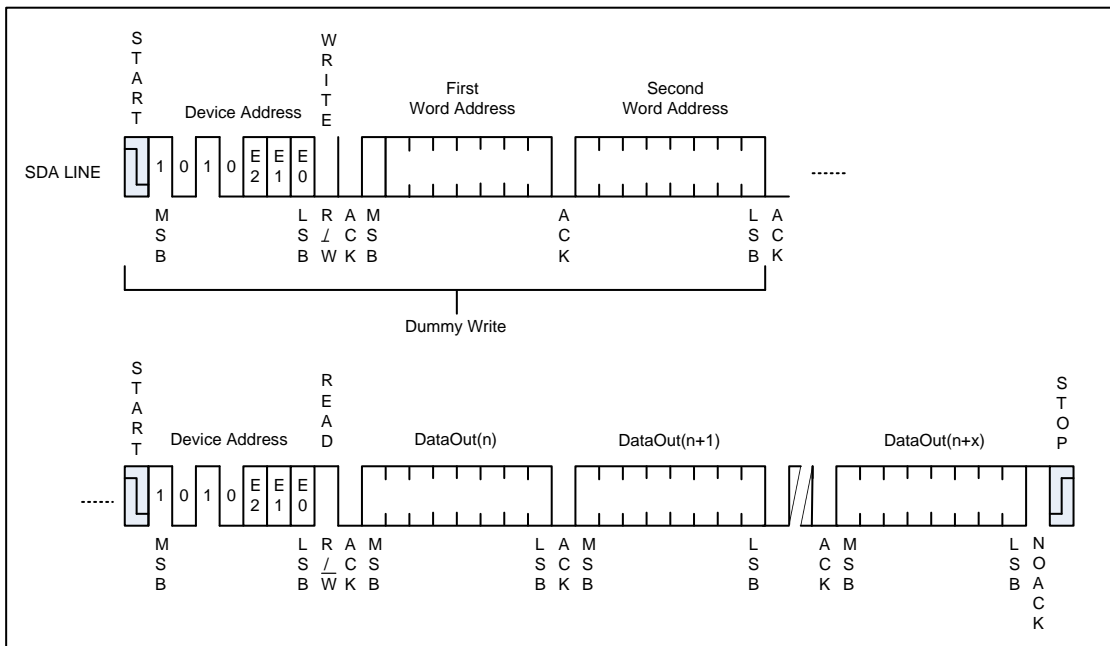 START
WRITE
First
Word Address
Second
Word Address
Device Address
SDA LINE
1 0 1 0 E2 E1 E0
......
MSB
LSB
R/W
ACK
MSB
ACK
LSB
ACK
Dummy Write
START
READ
STOP
Device Address
DataOut(n)
DataOut(n+1)
DataOut(n+x)
......
1 0 1 0 E2 E1 E0
MSB
LSB
R/W
ACK
MSB
LSB
ACK
MSB
LSB
ACK
MSB
LSB
NOACK